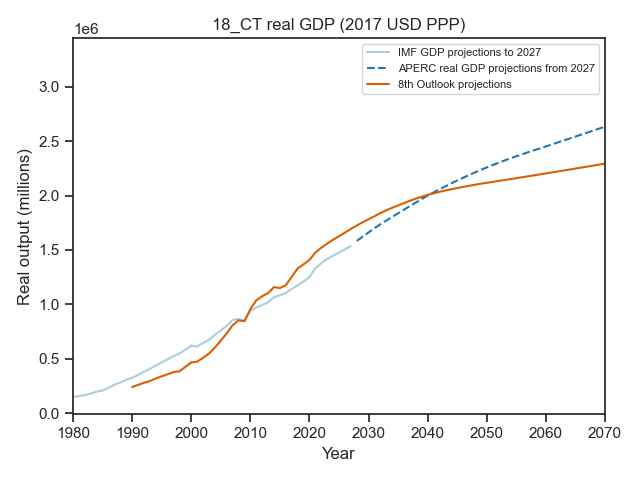 18_CT real GDP (2017 USD PPP)
1e6
IMF GDP projections to 2027
APERC real GDP projections from 2027
8th Outlook projections
Real output (millions)
3.0
2.5
2.0
1.5
1.0
0.5
0.0
1980 1990 2000 2010 2020 2030 2040 2050 2060 2070
Year